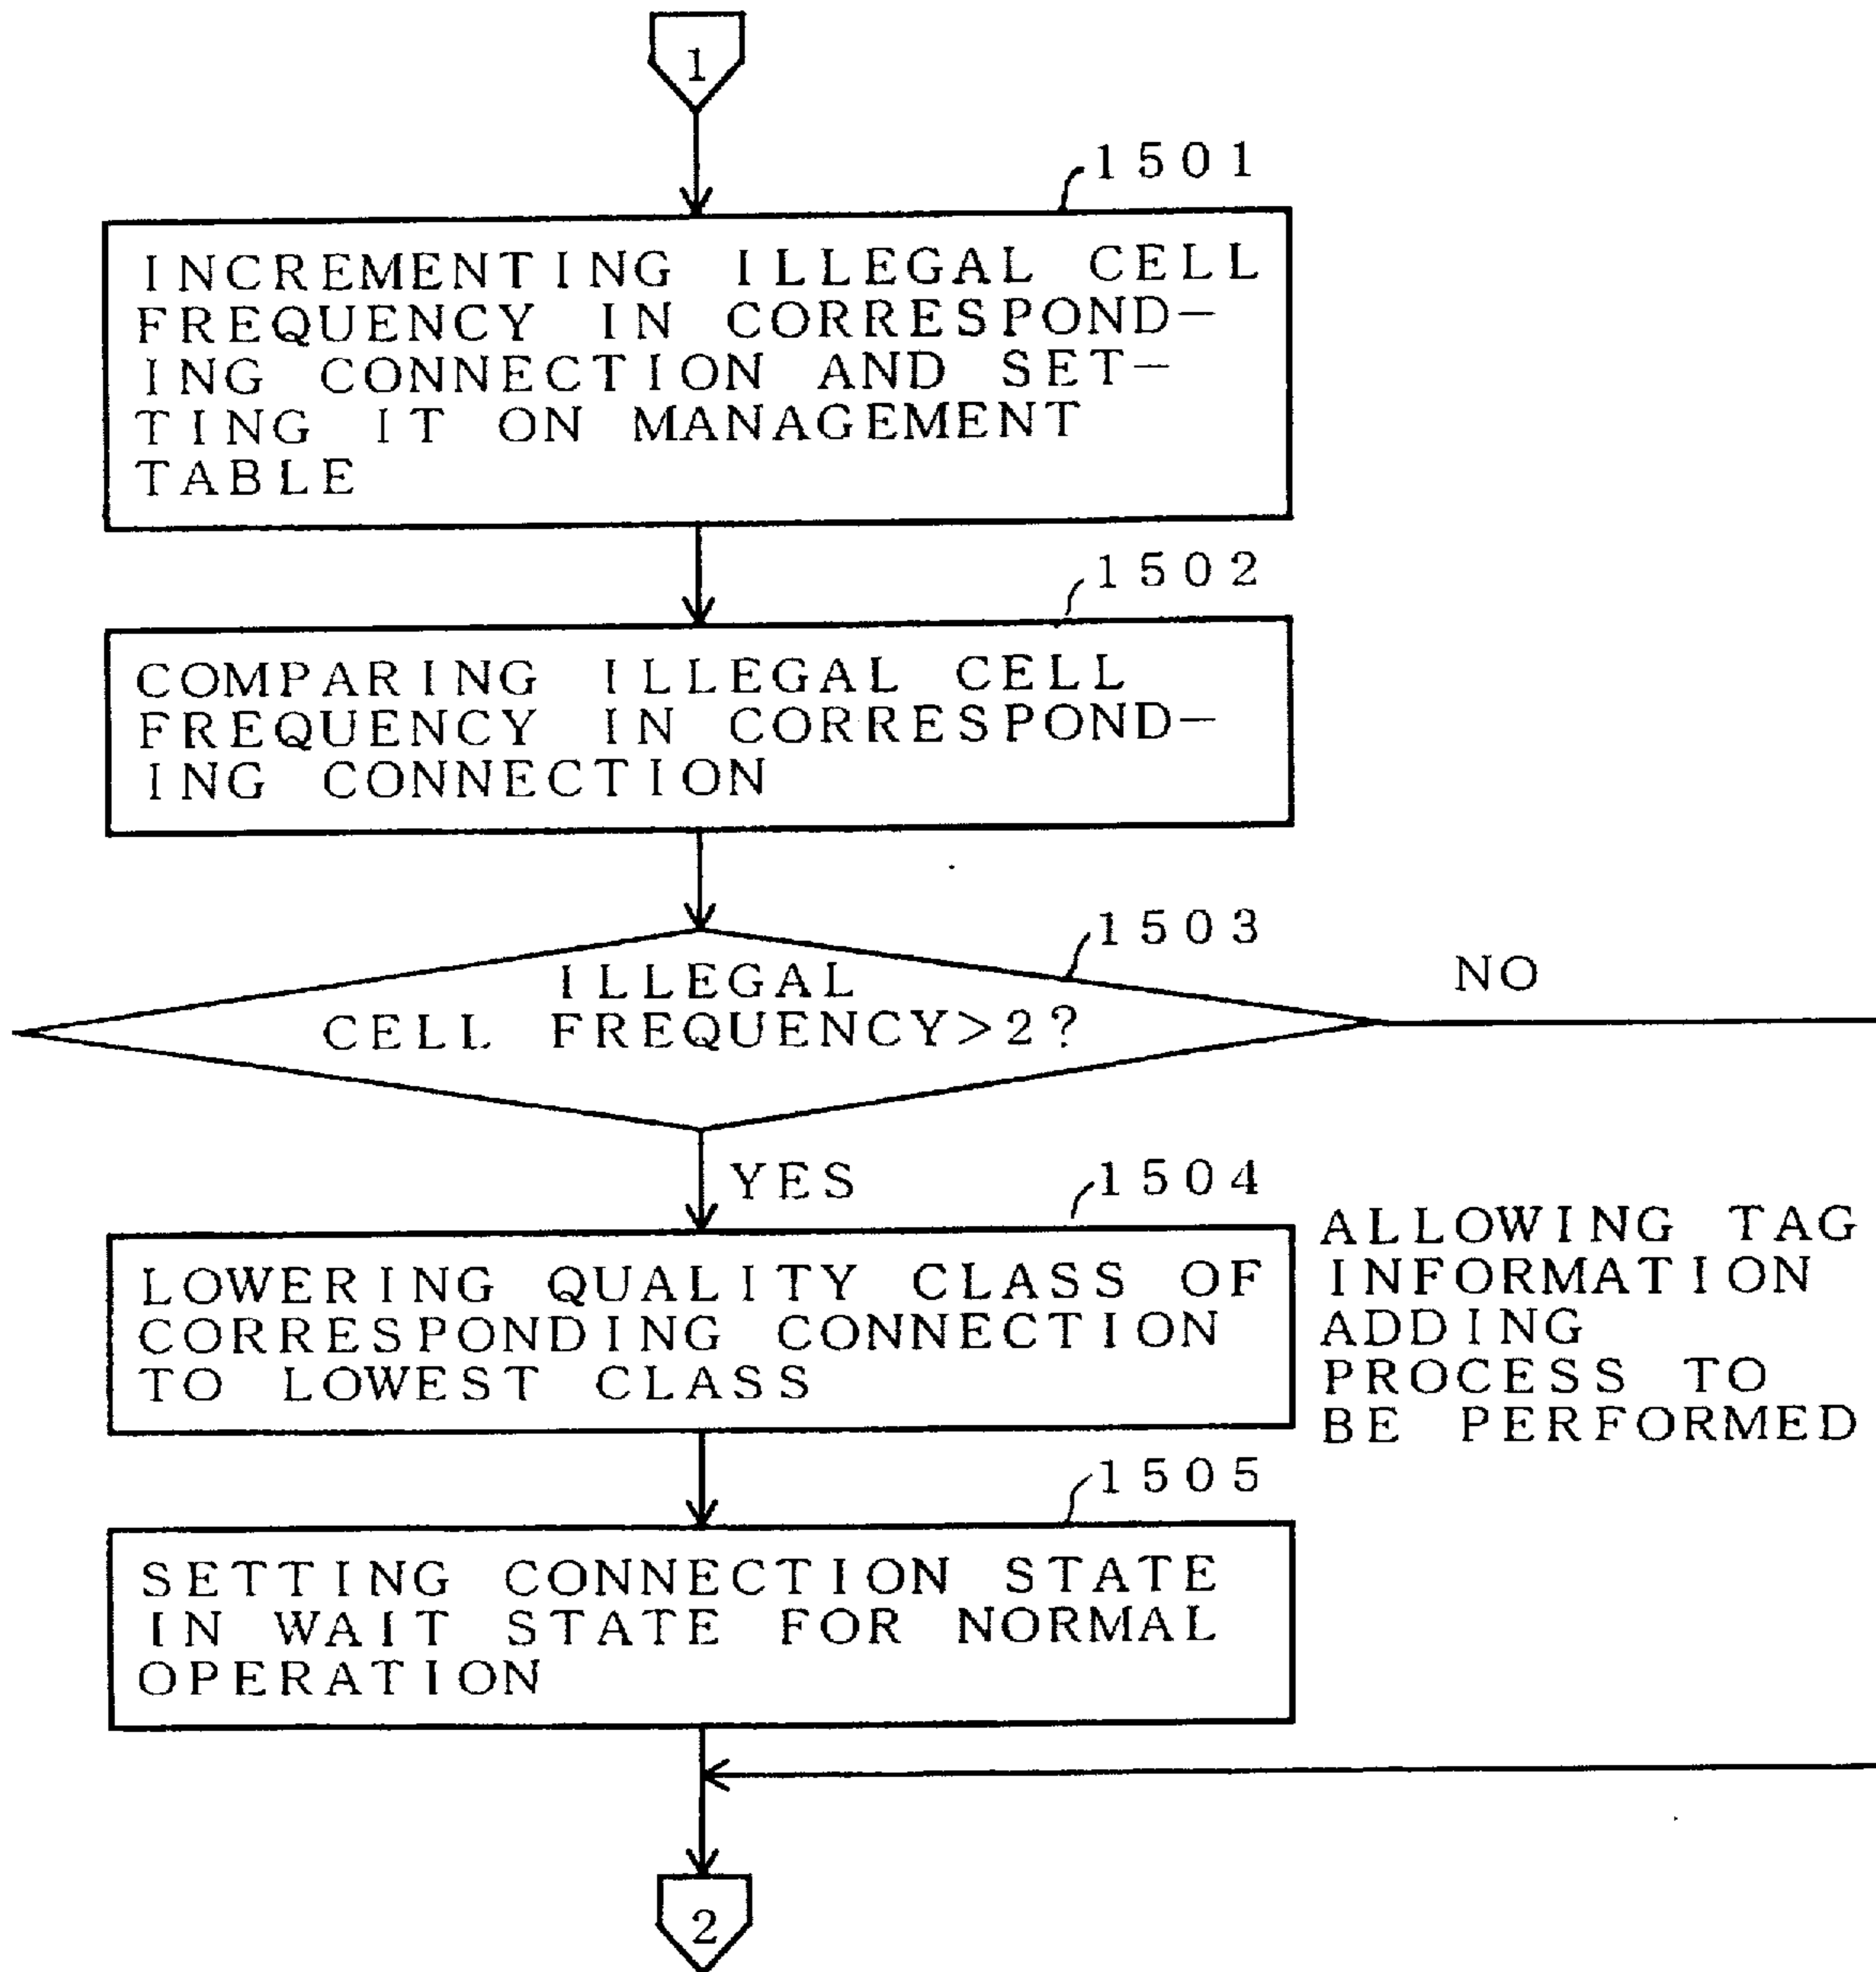 1
1501
INCREMENTING ILLEGAL CELL
FREQUENCY IN CORRESPOND-
ING CONNECTION AND SET-
TING IT ON MANAGEMENT
TABLE
1502
COMPARING ILLEGAL CELL
FREQUENCY IN CORRESPOND-
ING CONNECTION
1503
ILLEGAL
CELL FREQUENCY>2?
NO
YES
1504
LOWERING QUALITY CLASS OF
CORRESPONDING CONNECTION
TO LOWEST CLASS
ALLOWING TAG
INFORMATION
ADDING
PROCESS TO
BE PERFORMED
1505
SETTING CONNECTION STATE
IN WAIT STATE FOR NORMAL
OPERATION
2